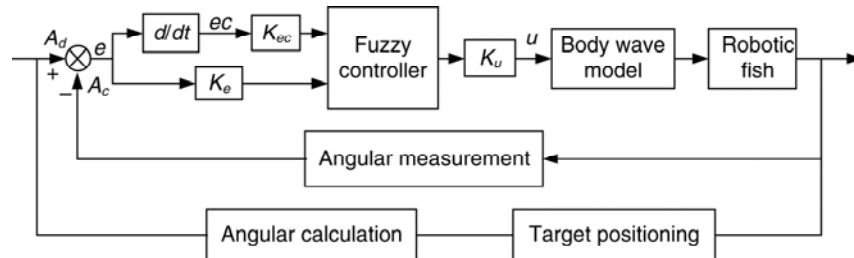 A_d
+
−
e
A_c
d/dt
ec
K_ec
K_e
Fuzzy
controller
K_u
u
Body wave
model
Robotic
fish
Angular measurement
Angular calculation
Target positioning